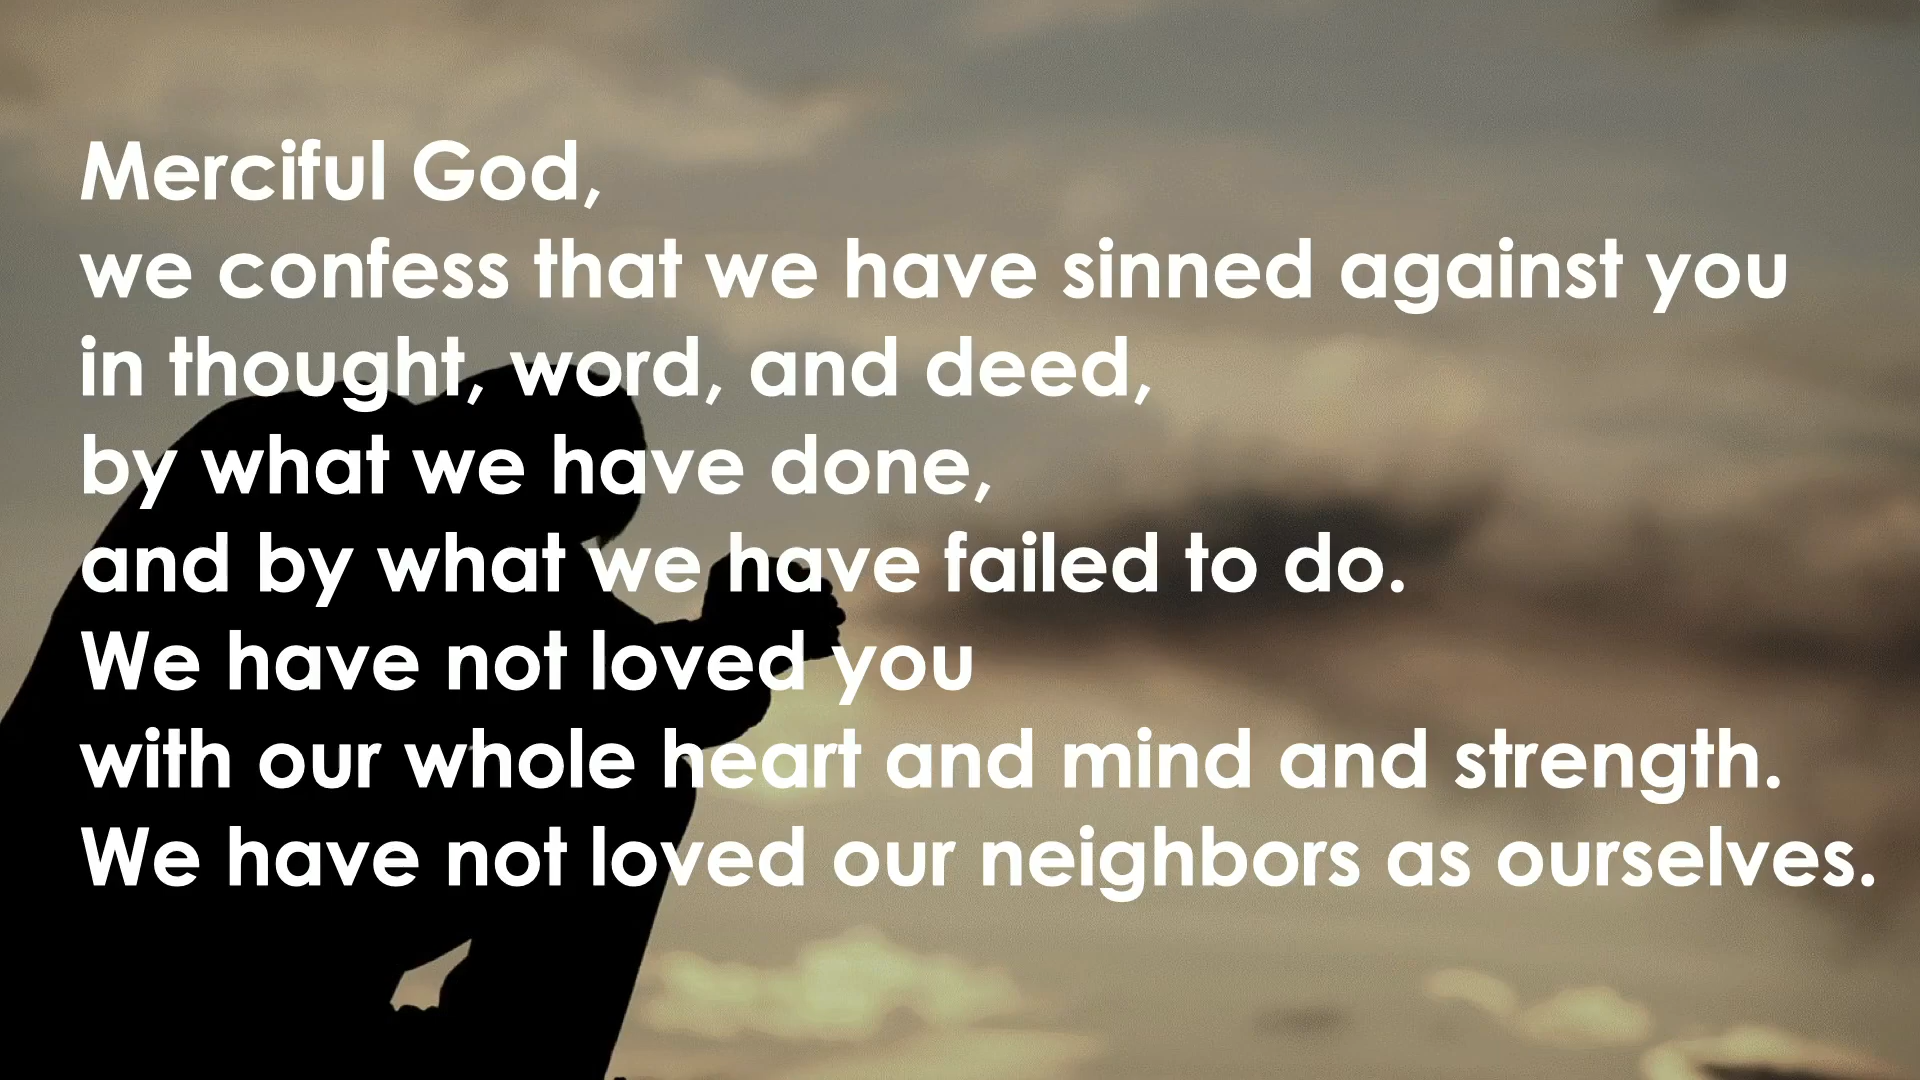 Merciful God,
we confess that we have sinned against you
in thought, word, and deed,
by what we have done,
and by what we have failed to do.
We have not loved you
with our whole heart and mind and strength.
We have not loved our neighbors as ourselves.